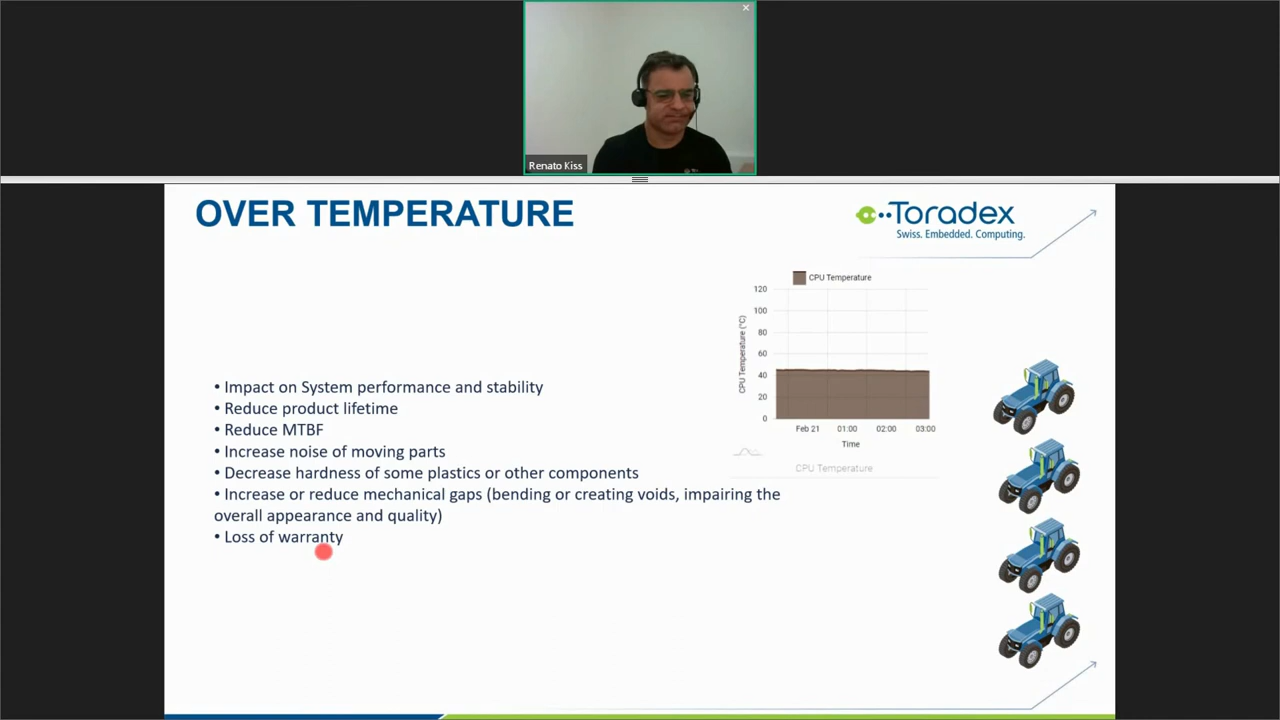 Renato Kiss
OVER TEMPERATURE
Toradex
Swiss. Embedded. Computing.
CPU Temperature
120
100
80
60
40
20
0
CPU Temperature (°C)
Feb 21 01:00 02:00 03:00
Time
CPU Temperature
• Impact on System performance and stability
• Reduce product lifetime
• Reduce MTBF
• Increase noise of moving parts
• Decrease hardness of some plastics or other components
• Increase or reduce mechanical gaps (bending or creating voids, impairing the
overall appearance and quality)
• Loss of warranty